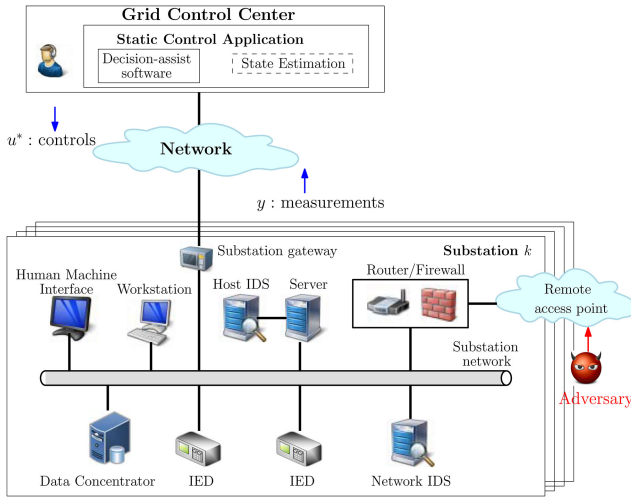 Grid Control Center
Static Control Application
Decision-assist
software
State Estimation
u* : controls
Network
y : measurements
Substation gateway
Substation k
Human Machine
Interface
Workstation
Host IDS
Server
Router/Firewall
Remote
access point
Substation
network
Adversary
Data Concentrator
IED
IED
Network IDS